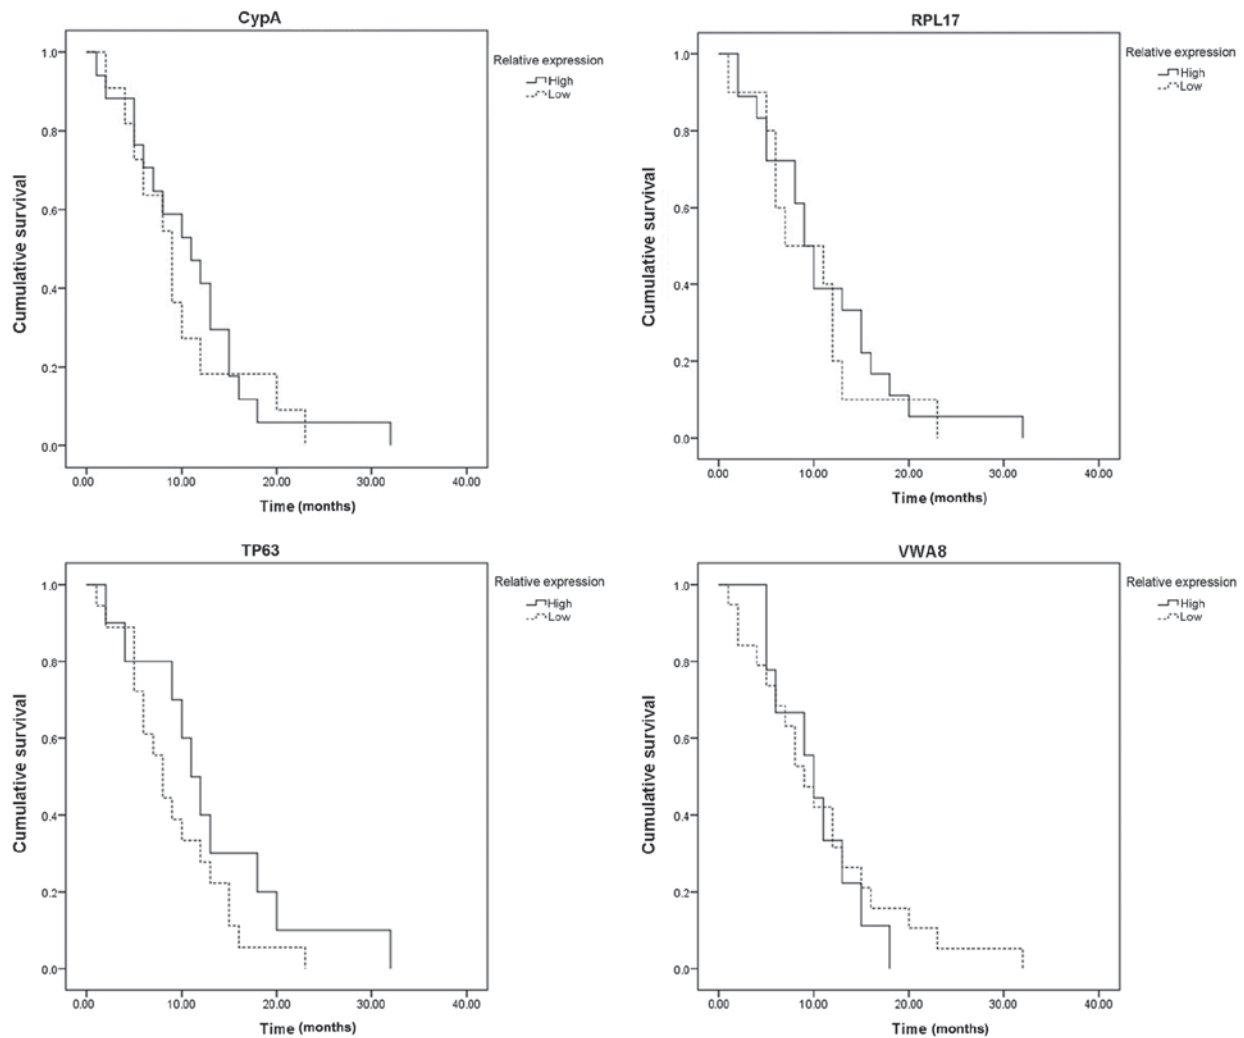 CypA
Relative expression
High
Low
Cumulative survival
1.0
0.8
0.6
0.4
0.2
0.0
0.00 10.00 20.00 30.00 40.00
Time (months)
RPL17
Relative expression
High
Low
Cumulative survival
1.0
0.8
0.6
0.4
0.2
0.0
0.00 10.00 20.00 30.00 40.00
Time (months)
TP63
Relative expression
High
Low
Cumulative survival
1.0
0.8
0.6
0.4
0.2
0.0
0.00 10.00 20.00 30.00 40.00
Time (months)
VWA8
Relative expression
High
Low
Cumulative survival
1.0
0.8
0.6
0.4
0.2
0.0
0.00 10.00 20.00 30.00 40.00
Time (months)